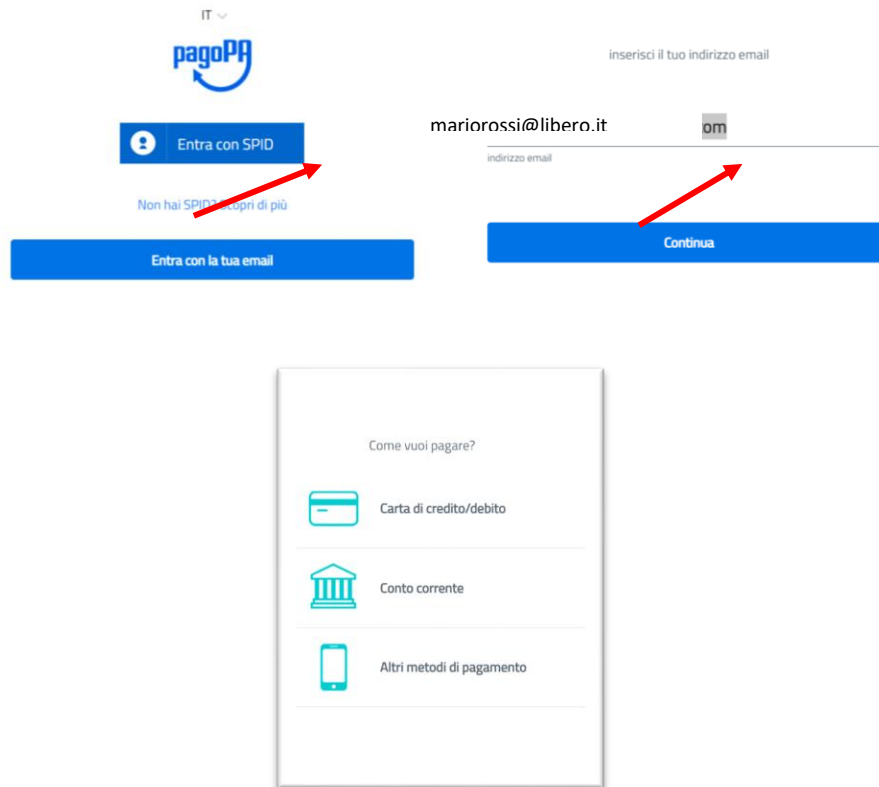 IT
pagoPA
Entra con SPID
Non hai SPID? Scopri di più
Entra con la tua email
inserisci il tuo indirizzo email
mariorossi@libero.it om
indirizzo email
Continua
Come vuoi pagare?
Carta di credito/debito
Conto corrente
Altri metodi di pagamento